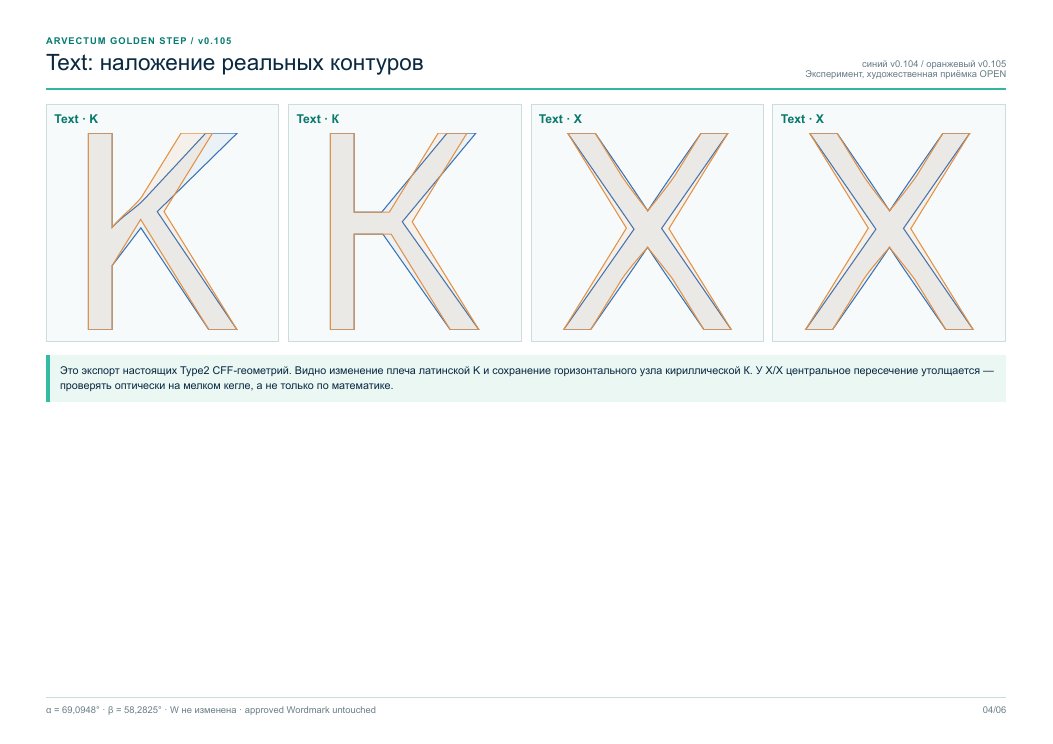 ARVECTUM GOLDEN STEP / v0.105
Text: наложение реальных контуров
синий v0.104 / оранжевый v0.105
Эксперимент, художественная приёмка OPEN
Text · K
Text · К
Text · X
Text · Х
Это экспорт настоящих Type2 CFF-геометрий. Видно изменение плеча латинской K и сохранение горизонтального узла кириллической К. У X/Х центральное пересечение утолщается —
проверять оптически на мелком кегле, а не только по математике.
α = 69,0948° · β = 58,2825° · W не изменена · approved Wordmark untouched
04/06